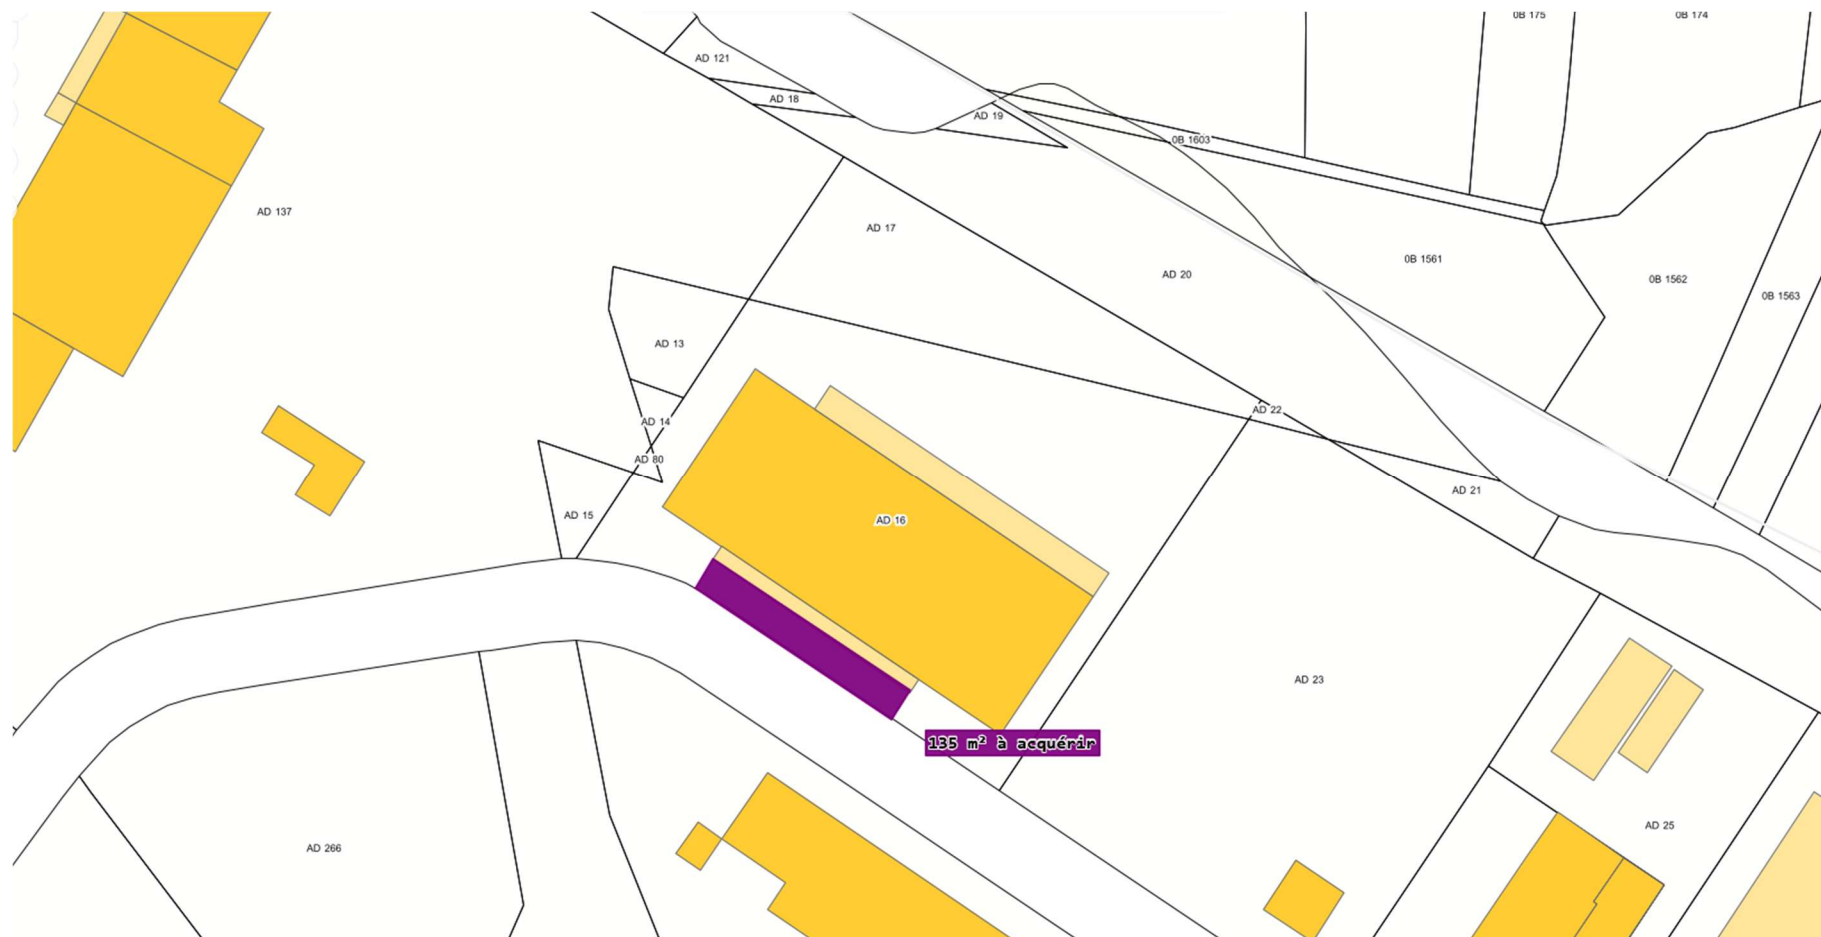 0B 175
0B 174
AD 121
AD 18
AD 19
0B 1603
AD 137
AD 17
AD 20
0B 1561
0B 1562
0B 1563
AD 13
AD 22
AD 14
AD 80
AD 21
AD 15
AD 16
AD 23
135 m² à acquérir
AD 25
AD 266